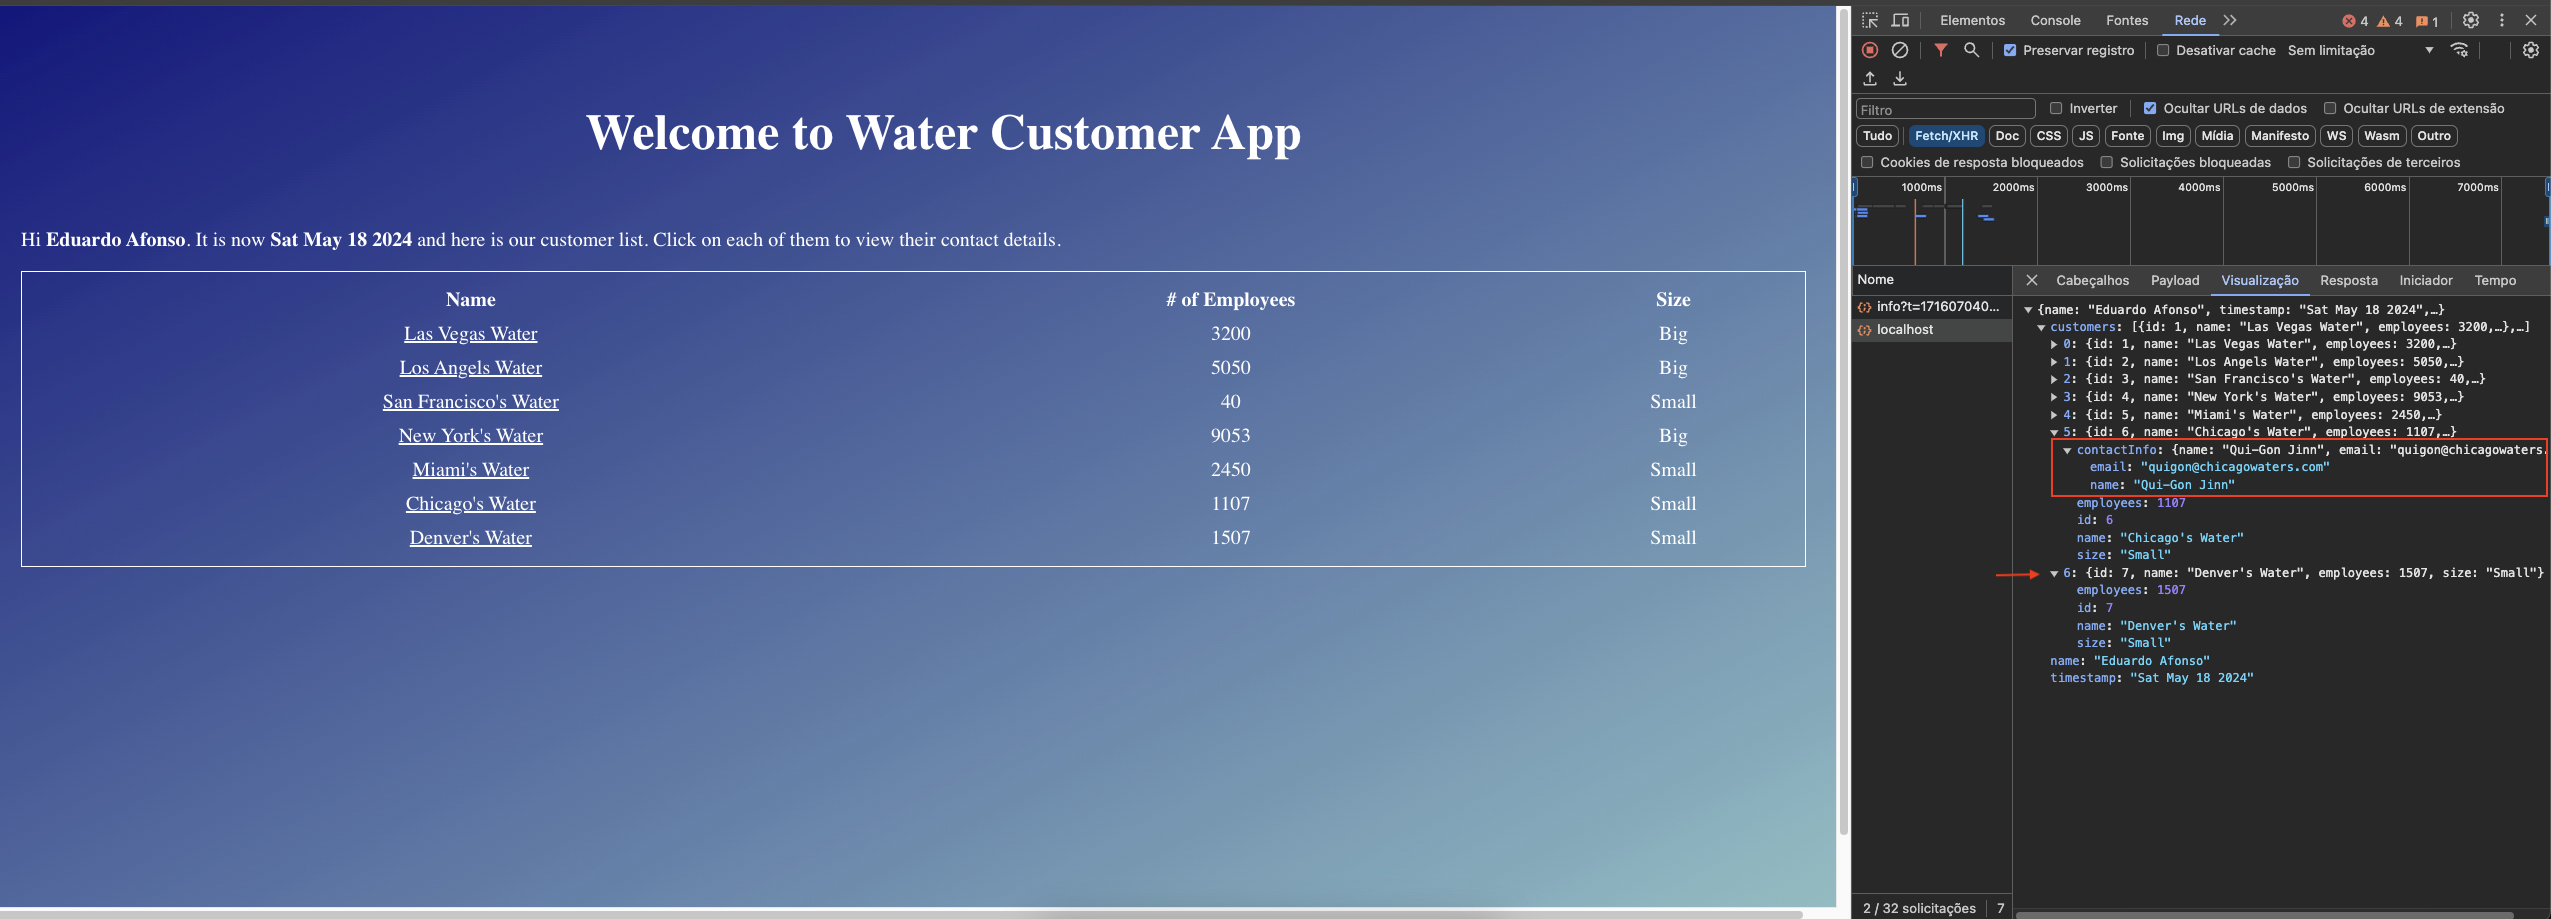 Welcome to Water Customer App
Hi Eduardo Afonso. It is now Sat May 18 2024 and here is our customer list. Click on each of them to view their contact details.
Name # of Employees Size
Las Vegas Water 3200 Big
Los Angels Water 5050 Big
San Francisco's Water 40 Small
New York's Water 9053 Big
Miami's Water 2450 Small
Chicago's Water 1107 Small
Denver's Water 1507 Small
Elementos Console Fontes Rede 4 4 1
Preservar registro Desativar cache Sem limitação
Filtro Inverter Ocultar URLs de dados Ocultar URLs de extensão
Tudo Fetch/XHR Doc CSS JS Fonte Img Mídia Manifesto WS Wasm Outro
Cookies de resposta bloqueados Solicitações bloqueadas Solicitações de terceiros
1000ms 2000ms 3000ms 4000ms 5000ms 6000ms 7000ms
Nome
info?t=171607040...
localhost
Cabeçalhos Payload Visualização Resposta Iniciador Tempo
{name: "Eduardo Afonso", timestamp: "Sat May 18 2024",…}
customers: [{id: 1, name: "Las Vegas Water", employees: 3200,…},…]
0: {id: 1, name: "Las Vegas Water", employees: 3200,…}
1: {id: 2, name: "Los Angels Water", employees: 5050,…}
2: {id: 3, name: "San Francisco's Water", employees: 40,…}
3: {id: 4, name: "New York's Water", employees: 9053,…}
4: {id: 5, name: "Miami's Water", employees: 2450,…}
5: {id: 6, name: "Chicago's Water", employees: 1107,…}
contactInfo: {name: "Qui-Gon Jinn", email: "quigon@chicagowaters.
email: "quigon@chicagowaters.com"
name: "Qui-Gon Jinn"
employees: 1107
id: 6
name: "Chicago's Water"
size: "Small"
6: {id: 7, name: "Denver's Water", employees: 1507, size: "Small"}
employees: 1507
id: 7
name: "Denver's Water"
size: "Small"
name: "Eduardo Afonso"
timestamp: "Sat May 18 2024"
2 / 32 solicitações 7